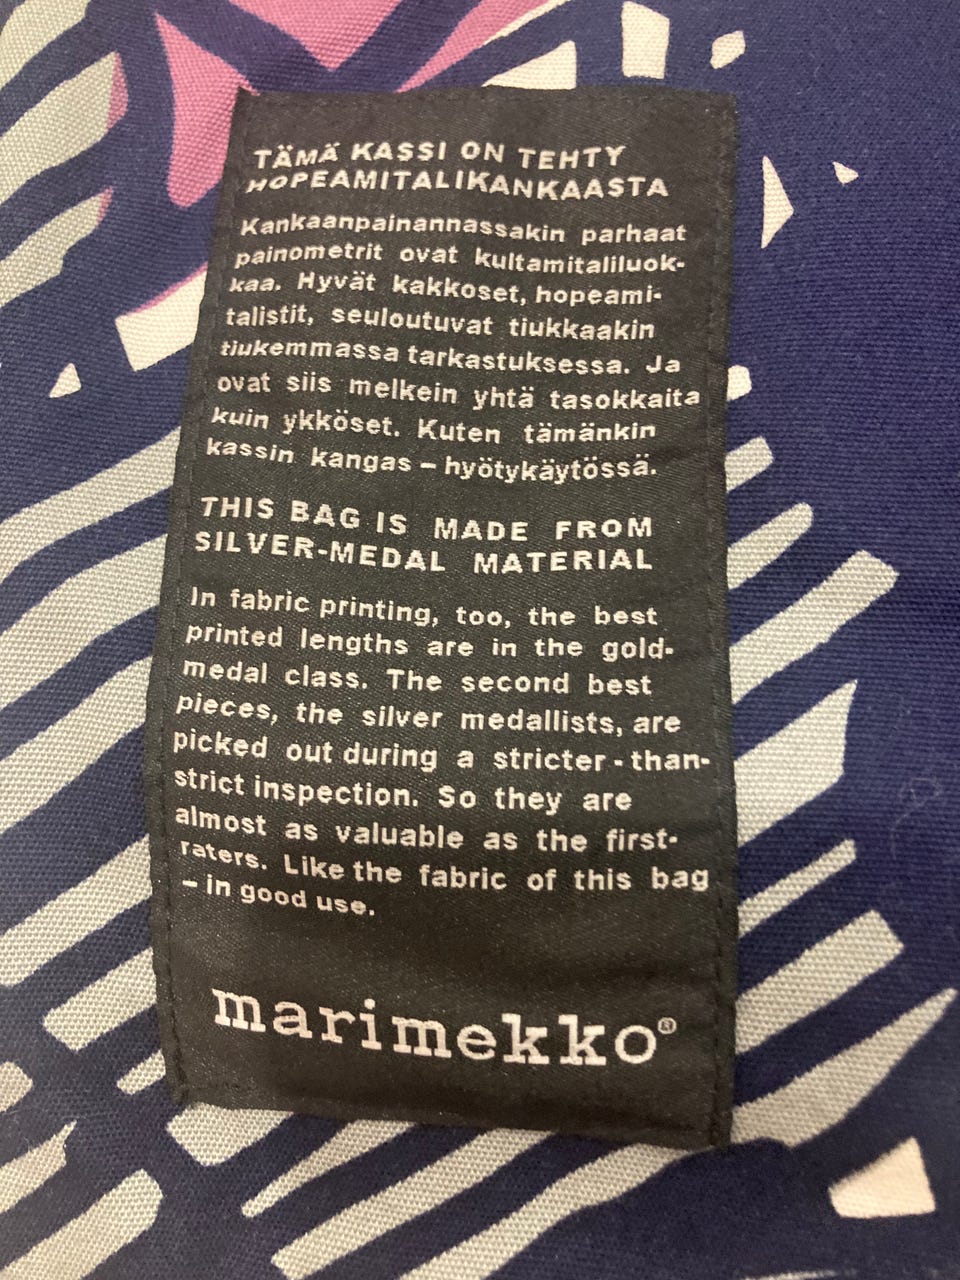 TÄMÄ KASSI ON TEHTY
HOPEAMITALIKANKAASTA
Kankaanpainannassakin parhaat
painometrit ovat kultamitaliluok-
kaa. Hyvät kakkoset, hopeami-
talistit, seuloutuvat tiukkaakin
tiukemmassa tarkastuksessa. Ja
ovat siis melkein yhtä tasokkaita
kuin ykköset. Kuten tämänkin
kassin kangas – hyötykäytössä.
THIS BAG IS MADE FROM
SILVER-MEDAL MATERIAL
In fabric printing, too, the best
printed lengths are in the gold-
medal class. The second best
pieces, the silver medallists, are
picked out during a stricter - than-
strict inspection. So they are
almost as valuable as the first-
raters. Like the fabric of this bag
– in good use.
marimekko®